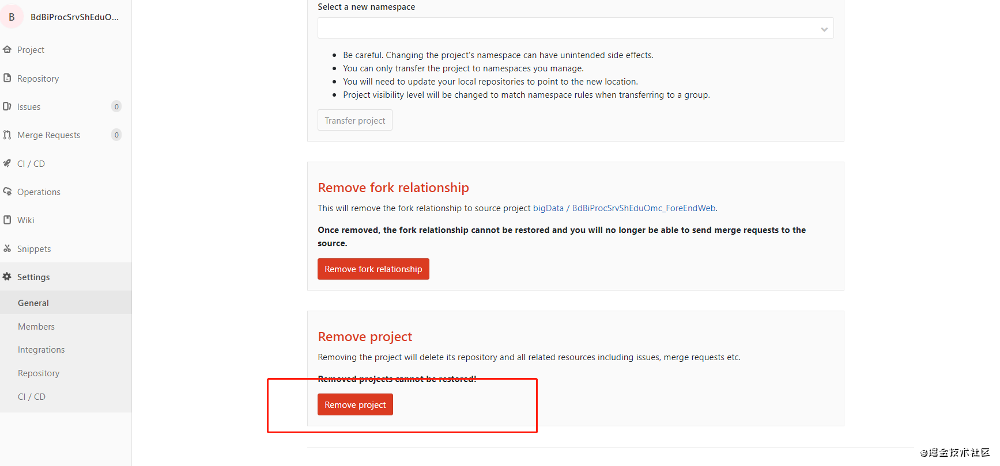 B
BdBiProcSrvShEduO...
Project
Repository
Issues
0
Merge Requests
0
CI / CD
Operations
Wiki
Snippets
Settings
General
Members
Integrations
Repository
CI / CD
Select a new namespace
Be careful. Changing the project's namespace can have unintended side effects.
You can only transfer the project to namespaces you manage.
You will need to update your local repositories to point to the new location.
Project visibility level will be changed to match namespace rules when transferring to a group.
Transfer project
Remove fork relationship
This will remove the fork relationship to source project bigData / BdBiProcSrvShEduOmc_ForeEndWeb.
Once removed, the fork relationship cannot be restored and you will no longer be able to send merge requests to the
source.
Remove fork relationship
Remove project
Removing the project will delete its repository and all related resources including issues, merge requests etc.
Removed projects cannot be restored!
Remove project
@掘金技术社区